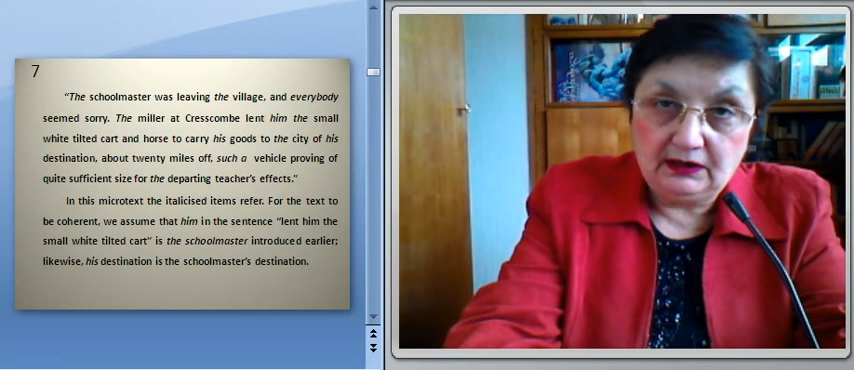 7
“The schoolmaster was leaving the village, and everybody
seemed sorry. The miller at Cresscombe lent him the small
white tilted cart and horse to carry his goods to the city of his
destination, about twenty miles off, such a vehicle proving of
quite sufficient size for the departing teacher’s effects.”
In this microtext the italicised items refer. For the text to
be coherent, we assume that him in the sentence “lent him the
small white tilted cart” is the schoolmaster introduced earlier;
likewise, his destination is the schoolmaster’s destination.